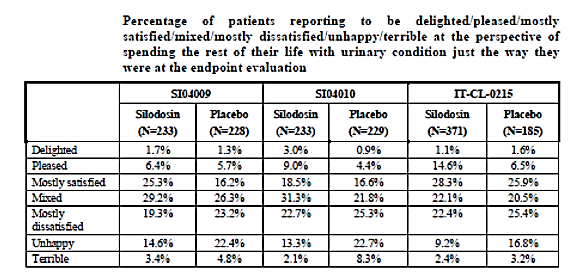 Percentage of patients reporting to be delighted/pleased/mostly
satisfied/mixed/mostly dissatisfied/unhappy/terrible at the perspective of
spending the rest of their life with urinary condition just the way they
were at the endpoint evaluation
SI04009 SI04010 IT-CL-0215
Silodosin (N=233) Placebo (N=228) Silodosin (N=233) Placebo (N=229) Silodosin (N=371) Placebo (N=185)
Delighted 1.7% 1.3% 3.0% 0.9% 1.1% 1.6%
Pleased 6.4% 5.7% 9.0% 4.4% 14.6% 6.5%
Mostly satisfied 25.3% 16.2% 18.5% 16.6% 28.3% 25.9%
Mixed 29.2% 26.3% 31.3% 21.8% 22.1% 20.5%
Mostly dissatisfied 19.3% 23.2% 22.7% 25.3% 22.4% 25.4%
Unhappy 14.6% 22.4% 13.3% 22.7% 9.2% 16.8%
Terrible 3.4% 4.8% 2.1% 8.3% 2.4% 3.2%